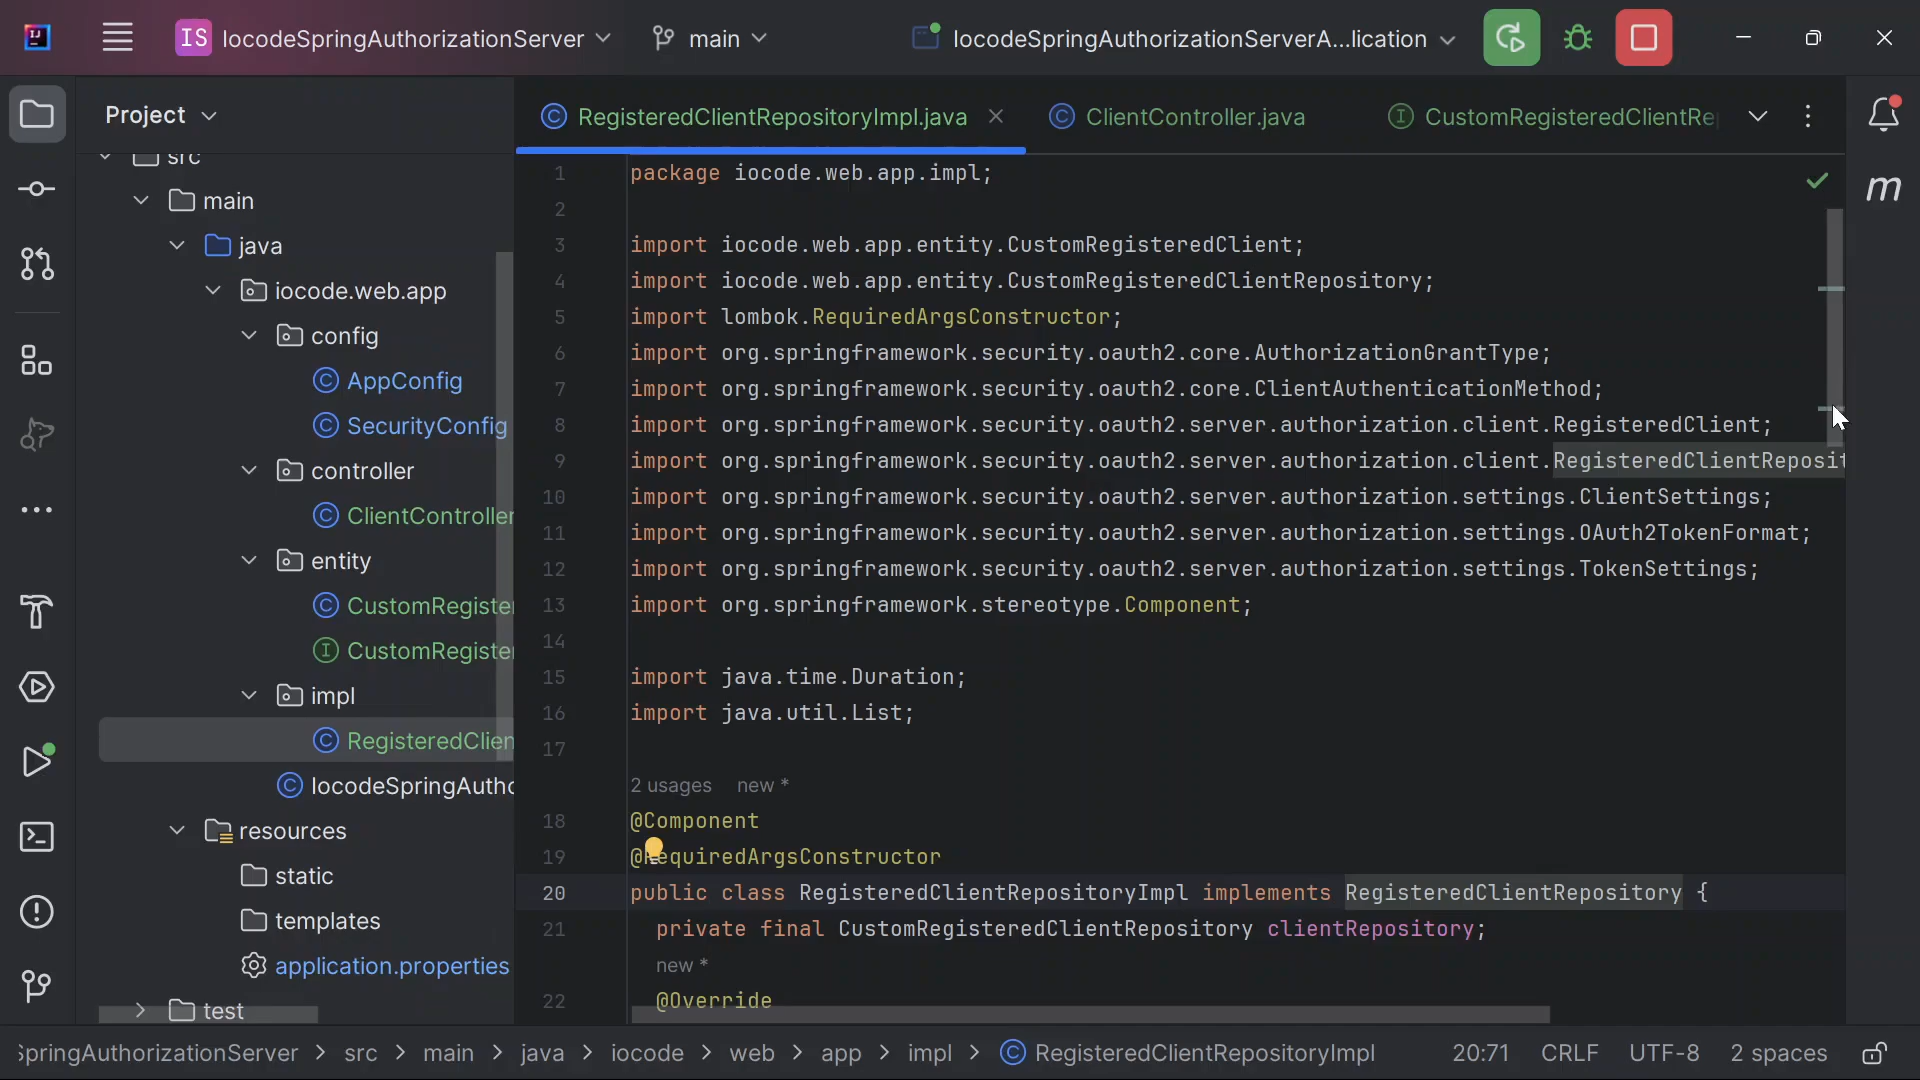 IS IocodeSpringAuthorizationServer main IocodeSpringAuthorizationServerA...lication
Project
src
main
java
iocode.web.app
config
AppConfig
SecurityConfig
controller
ClientController
entity
CustomRegiste
CustomRegiste
impl
RegisteredClien
IocodeSpringAutho
resources
static
templates
application.properties
test
RegisteredClientRepositoryImpl.java ClientController.java CustomRegisteredClientRe
m
1 package iocode.web.app.impl;
2
3 import iocode.web.app.entity.CustomRegisteredClient;
4 import iocode.web.app.entity.CustomRegisteredClientRepository;
5 import lombok.RequiredArgsConstructor;
6 import org.springframework.security.oauth2.core.AuthorizationGrantType;
7 import org.springframework.security.oauth2.core.ClientAuthenticationMethod;
8 import org.springframework.security.oauth2.server.authorization.client.RegisteredClient;
9 import org.springframework.security.oauth2.server.authorization.client.RegisteredClientReposit
10 import org.springframework.security.oauth2.server.authorization.settings.ClientSettings;
11 import org.springframework.security.oauth2.server.authorization.settings.OAuth2TokenFormat;
12 import org.springframework.security.oauth2.server.authorization.settings.TokenSettings;
13 import org.springframework.stereotype.Component;
14
15 import java.time.Duration;
16 import java.util.List;
17
2 usages new *
18 @Component
19 @RequiredArgsConstructor
20 public class RegisteredClientRepositoryImpl implements RegisteredClientRepository {
21 private final CustomRegisteredClientRepository clientRepository;
new *
22 @Override
SpringAuthorizationServer > src > main > java > iocode > web > app > impl > RegisteredClientRepositoryImpl 20:71 CRLF UTF-8 2 spaces